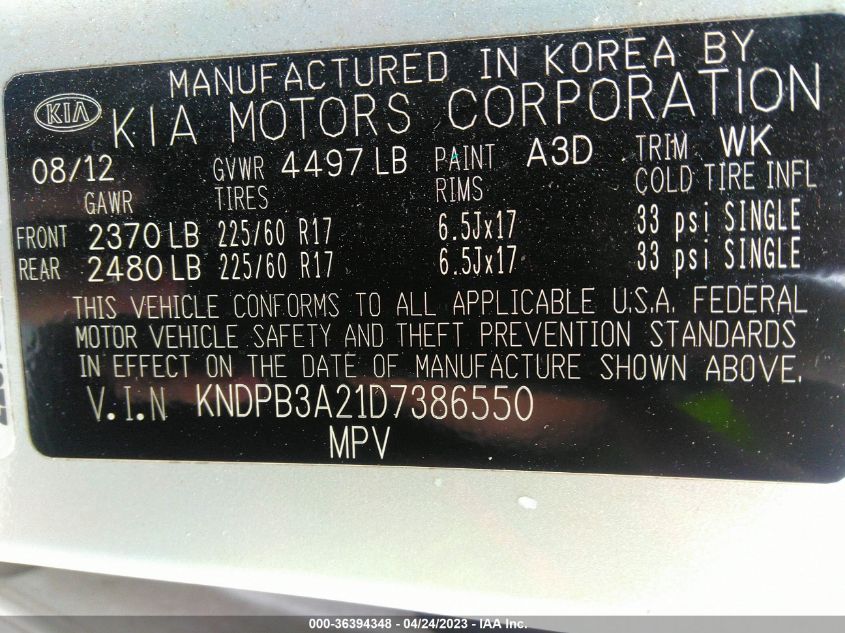 MANUFACTURED IN KOREA BY
KIA KIA MOTORS CORPORATION
08/12 GVWR 4497 LB PAINT A3D TRIM WK
GAWR TIRES RIMS COLD TIRE INFL
FRONT 2370 LB 225/60 R17 6.5Jx17 33 psi SINGLE
REAR 2480 LB 225/60 R17 6.5Jx17 33 psi SINGLE
THIS VEHICLE CONFORMS TO ALL APPLICABLE U.S.A. FEDERAL
MOTOR VEHICLE SAFETY AND THEFT PREVENTION STANDARDS
IN EFFECT ON THE DATE OF MANUFACTURE SHOWN ABOVE.
V.I.N KNDPB3A21D7386550
MPV
000-36394348 - 04/24/2023 - IAA Inc.